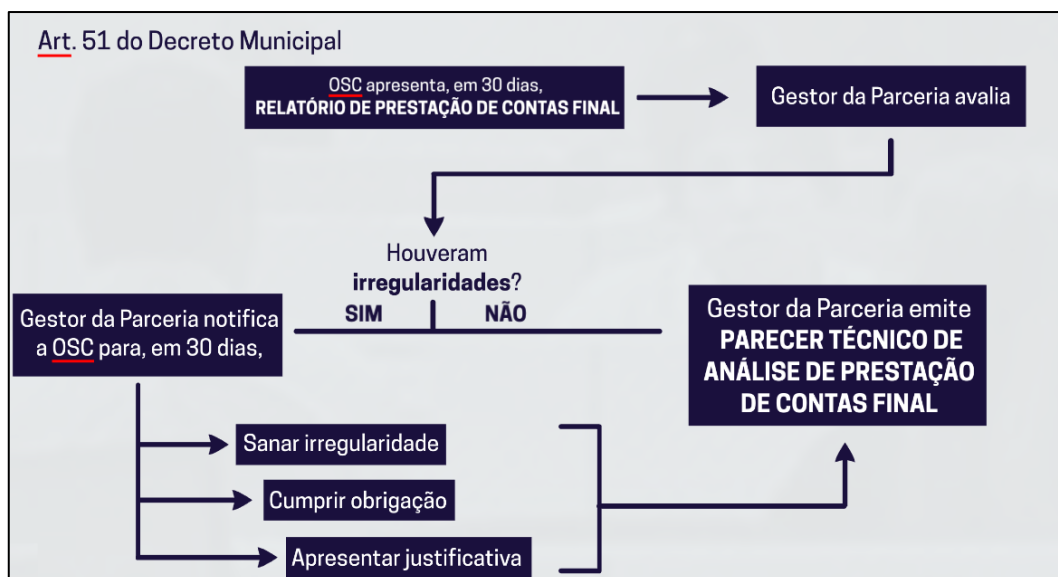 Art. 51 do Decreto Municipal
OSC apresenta, em 30 dias,
RELATÓRIO DE PRESTAÇÃO DE CONTAS FINAL
Gestor da Parceria avalia
Houveram
irregularidades?
SIM
NÃO
Gestor da Parceria notifica
a OSC para, em 30 dias,
Gestor da Parceria emite
PARECER TÉCNICO DE
ANÁLISE DE PRESTAÇÃO
DE CONTAS FINAL
Sanar irregularidade
Cumprir obrigação
Apresentar justificativa